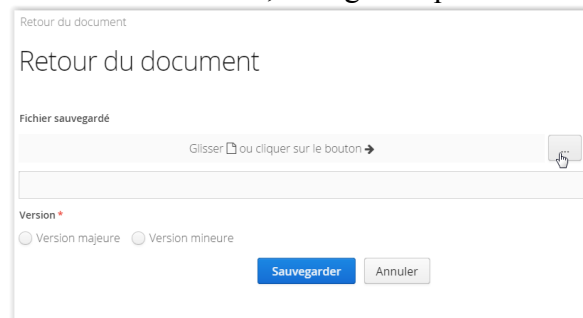 Retour du document
Retour du document
Fichier sauvegardé
Glisser ou cliquer sur le bouton
...
Version *
Version majeure Version mineure
Sauvegarder Annuler